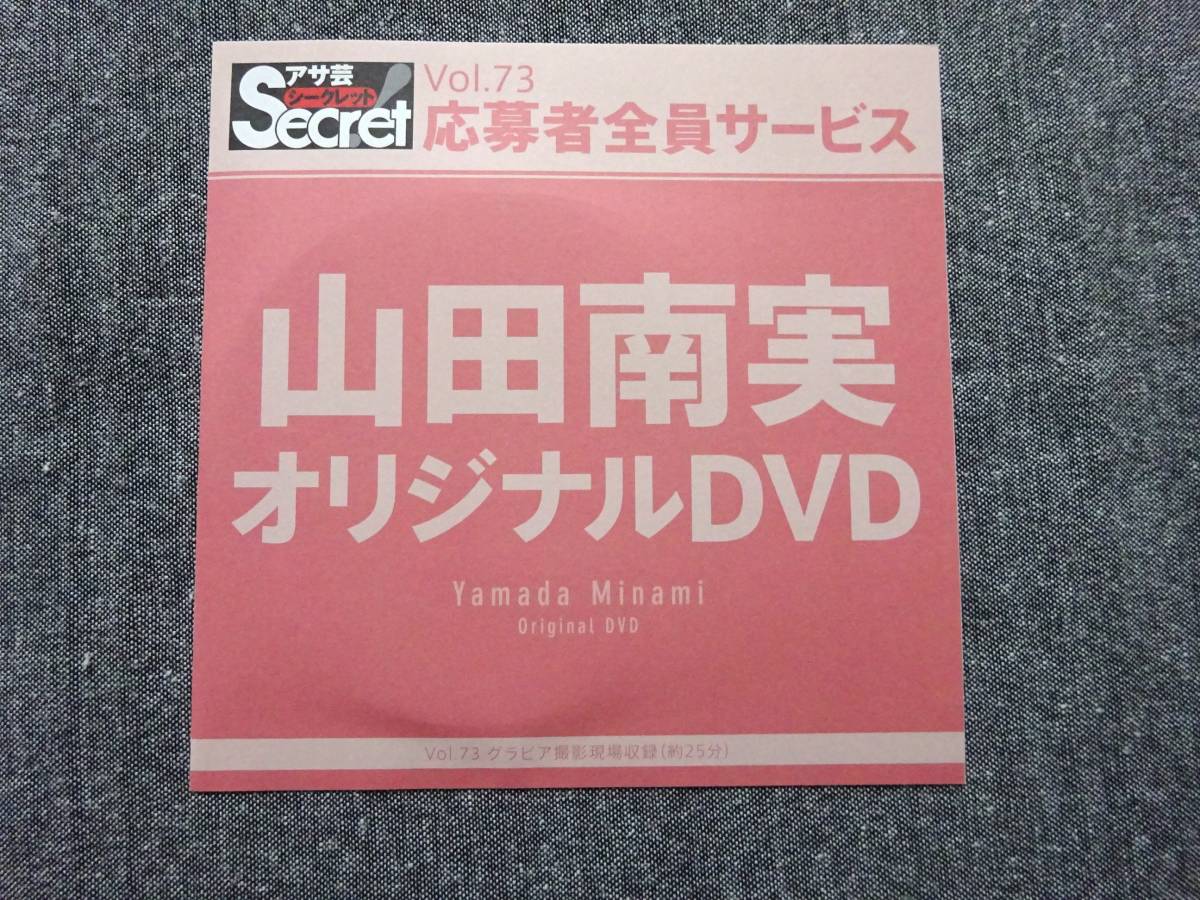 アサ芸
シークレット
Secret!
Vol.73
応募者全員サービス
山田南実
オリジナルDVD
Yamada Minami
Original DVD
Vol.73 グラビア撮影現場収録(約25分)